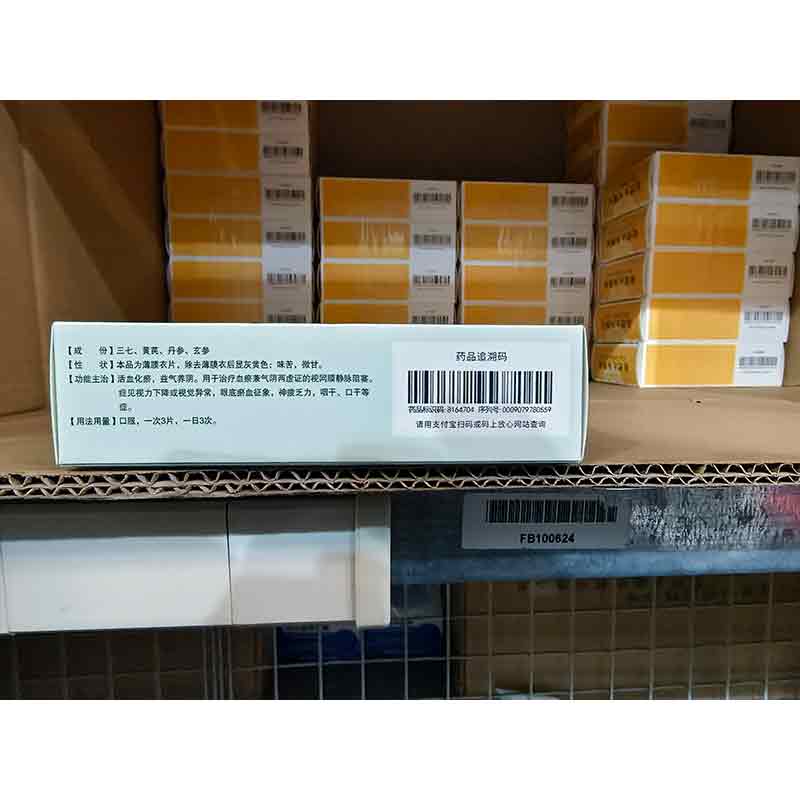 【成　份】三七、黄芪、丹参、玄参
【性　状】本品为薄膜衣片，除去薄膜衣后显灰黄色；味苦，微甘。
【功能主治】活血化瘀，益气养阴。用于治疗血瘀兼气阴两虚证的视网膜静脉阻塞。
症见视力下降或视觉异常，眼底瘀血征象，神疲乏力，咽干、口干等
症。
【用法用量】口服，一次3片，一日3次。
药品追溯码
药品标识码: 8164704 序列号: 0009079780559
请用支付宝扫码或码上放心网站查询
FB100624